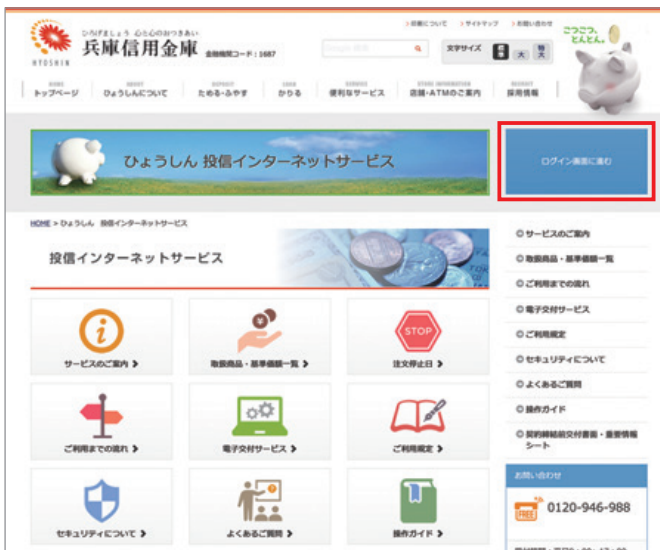 ひろげましょう 心と心のおつきあい
兵庫信用金庫 金融機関コード：1687
HYOSHIN
当庫について サイトマップ お問い合わせ
文字サイズ 標準 大 特大
こつこつ、
とんとん。
HOME ABOUT DEPOSIT LOAN SERVICE STORE INFORMATION RECRUIT
トップページ ひょうしんについて ためる・ふやす かりる 便利なサービス 店舗・ATMのご案内 採用情報
ひょうしん 投信インターネットサービス
ログイン画面に進む
HOME > ひょうしん 投信インターネットサービス
投信インターネットサービス
サービスのご案内
取扱商品・基準価額一覧
STOP
注文停止日
ご利用までの流れ
電子交付サービス
ご利用規定
セキュリティについて
よくあるご質問
操作ガイド
サービスのご案内
取扱商品・基準価額一覧
ご利用までの流れ
電子交付サービス
ご利用規定
セキュリティについて
よくあるご質問
操作ガイド
契約締結前交付書面・重要情報
シート
お問い合わせ
FREE 0120-946-988